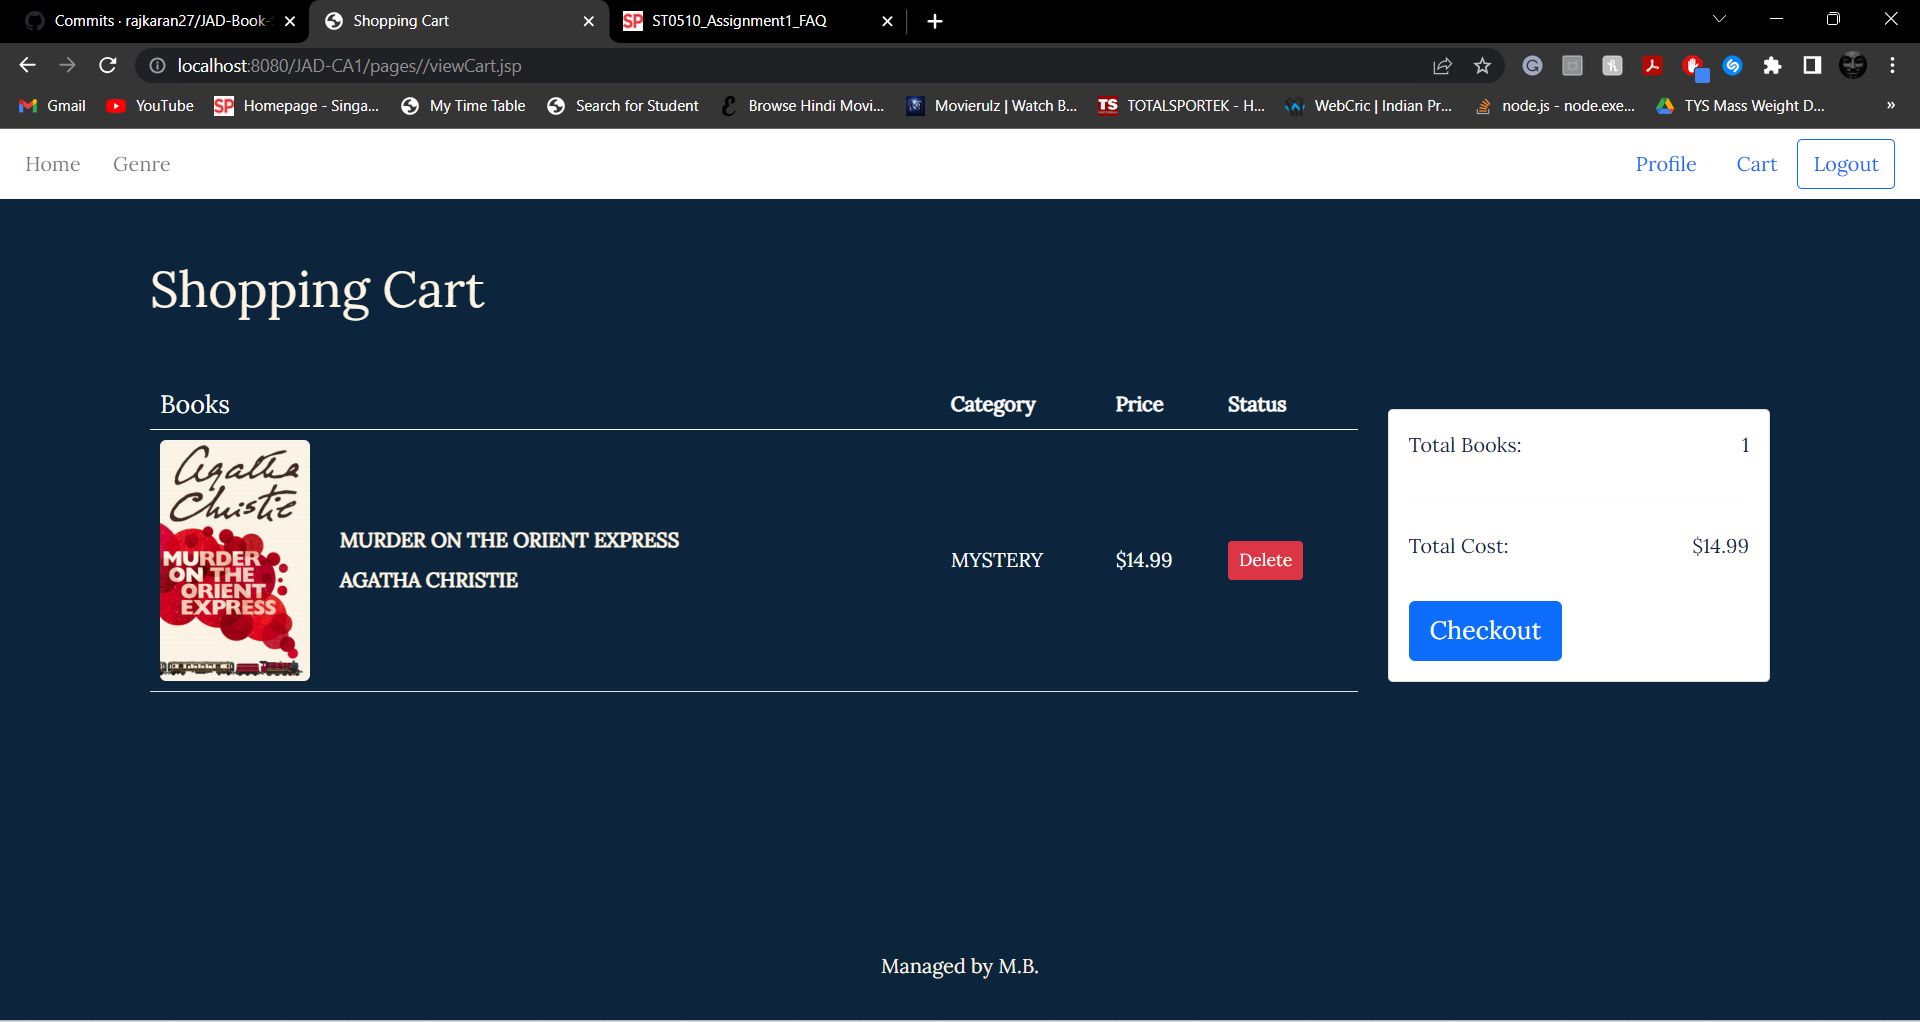 Commits · rajkaran27/JAD-Book-
Shopping Cart
SP ST0510_Assignment1_FAQ
localhost:8080/JAD-CA1/pages//viewCart.jsp
Gmail YouTube SP Homepage - Singa... My Time Table Search for Student Browse Hindi Movi... Movierulz | Watch B... TS TOTALSPORTEK - H... WebCric | Indian Pr... node.js - node.exe... TYS Mass Weight D... »
Home Genre Profile Cart Logout
Shopping Cart
Books Category Price Status
Agatha
Christie
MURDER
ON THE
ORIENT
EXPRESS
MURDER ON THE ORIENT EXPRESS
AGATHA CHRISTIE
MYSTERY $14.99 Delete
Total Books: 1
Total Cost: $14.99
Checkout
Managed by M.B.